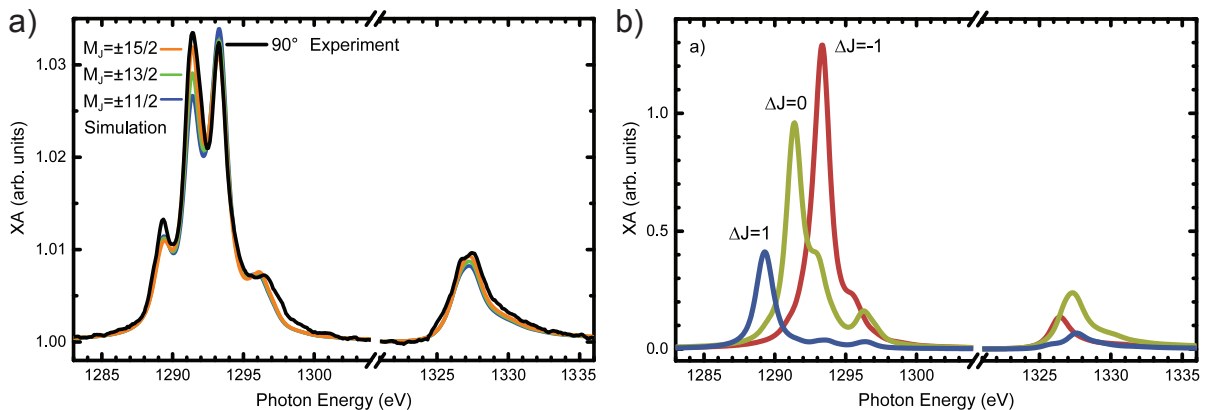 a)
M_J=±15/2
90° Experiment
M_J=±13/2
M_J=±11/2
Simulation
1.03
1.02
1.01
1.00
XA (arb. units)
1285 1290 1295 1300 1325 1330 1335
Photon Energy (eV)
b)
a)
ΔJ=-1
ΔJ=0
ΔJ=1
1.0
0.5
0.0
XA (arb. units)
1285 1290 1295 1300 1325 1330 1335
Photon Energy (eV)